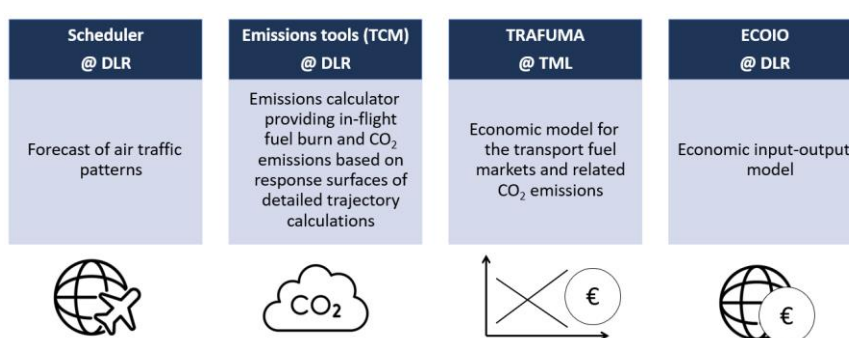 Scheduler
@ DLR
Forecast of air traffic
patterns
Emissions tools (TCM)
@ DLR
Emissions calculator
providing in-flight
fuel burn and CO₂
emissions based on
response surfaces of
detailed trajectory
calculations
TRAFUMA
@ TML
Economic model for
the transport fuel
markets and related
CO₂ emissions
ECOIO
@ DLR
Economic input-output
model
CO₂
€
€